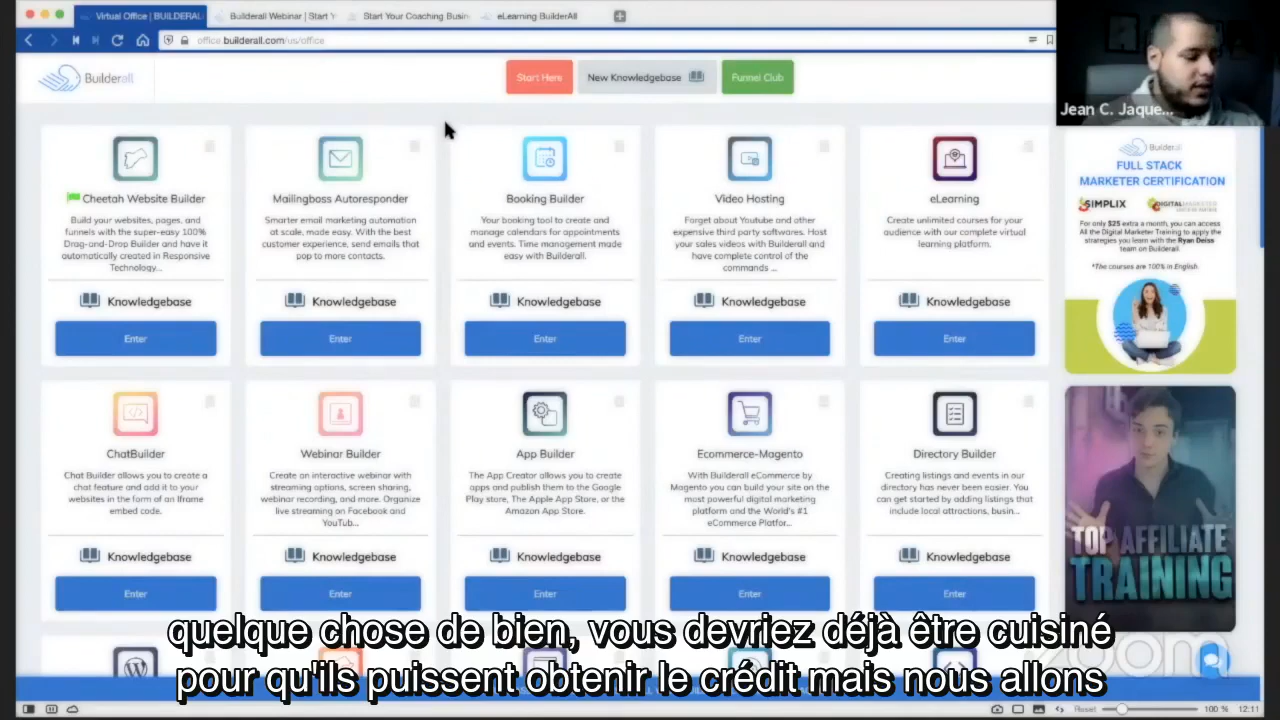 Virtual Office | BUILDERAL
Builderall Webinar | Start Y
Start Your Coaching Busin
eLearning BuilderAll
office.builderall.com/us/office
Builderall
Start Here
New Knowledgebase
Funnel Club
Jean C. Jaque...
Cheetah Website Builder
Build your websites, pages, and
funnels with the super-easy 100%
Drag-and-Drop Builder and have it
automatically created in Responsive
Technology...
Knowledgebase
Enter
Mailingboss Autoresponder
Smarter email marketing automation
at scale, made easy. With the best
customer experience, send emails that
pop to more contacts.
Knowledgebase
Enter
Booking Builder
Your booking tool to create and
manage calendars for appointments
and events. Time management made
easy with Builderall.
Knowledgebase
Enter
Video Hosting
Forget about Youtube and other
expensive third party softwares. Host
your sales videos with Builderall and
have complete control of the
commands ...
Knowledgebase
Enter
eLearning
Create unlimited courses for your
audience with our complete virtual
learning platform.
Knowledgebase
Enter
Builderall
FULL STACK
MARKETER CERTIFICATION
SIMPLIX
DIGITALMARKETER
For only $25 extra a month, you can access
All the Digital Marketer Training to apply the
strategies you learn with the Ryan Deiss
team on Builderall.
*The courses are 100% in English.
ChatBuilder
Chat Builder allows you to create a
chat feature and add it to your
websites in the form of an Iframe
embed code.
Knowledgebase
Enter
Webinar Builder
Create an interactive webinar with
streaming options, screen sharing,
webinar recording, and more. Organize
live streaming on Facebook and
YouTub...
Knowledgebase
Enter
App Builder
The App Creator allows you to create
apps and publish them to the Google
Play store, The Apple App Store, or the
Amazon App Store.
Knowledgebase
Enter
Ecommerce-Magento
With Builderall eCommerce by
Magento you can build your site on the
most powerful digital marketing
platform and the World's #1
eCommerce Platfor...
Knowledgebase
Enter
Directory Builder
Creating listings and events in our
directory has never been easier. You
can get started by adding listings that
include local attractions, busin...
Knowledgebase
Enter
TOP AFFILIATE
TRAINING
zoom
quelque chose de bien, vous devriez déjà être cuisiné
pour qu'ils puissent obtenir le crédit mais nous allons
Reset
100 %
12:11